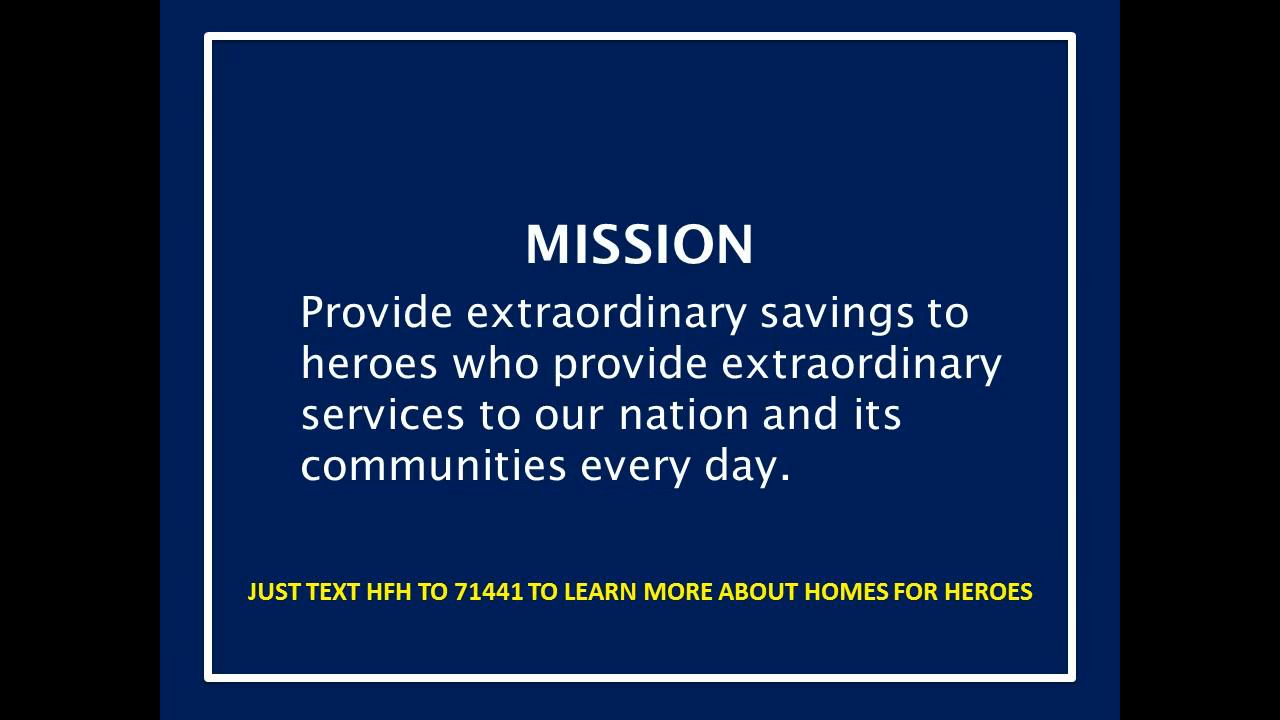 MISSION
Provide extraordinary savings to
heroes who provide extraordinary
services to our nation and its
communities every day.
JUST TEXT HFH TO 71441 TO LEARN MORE ABOUT HOMES FOR HEROES